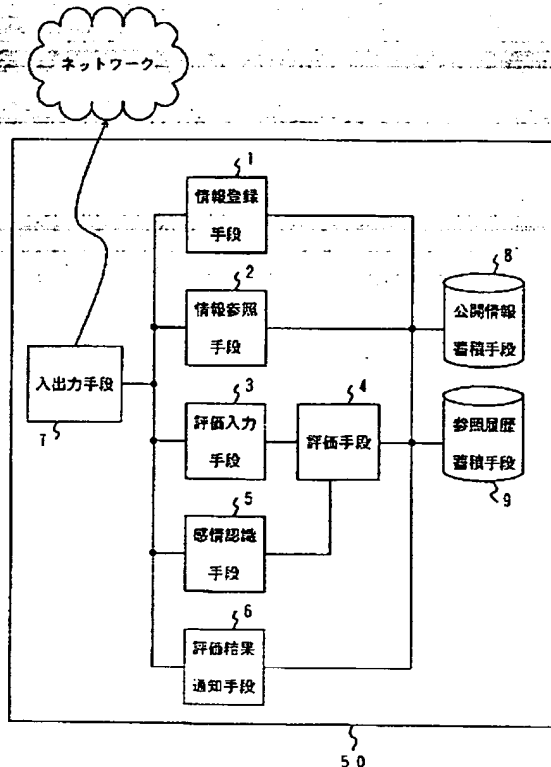 ネットワーク
1
情報登録
手段
2
情報参照
手段
8
公開情報
蓄積手段
入出力手段
7
3
評価入力
手段
4
評価手段
参照履歴
蓄積手段
9
5
感情認識
手段
6
評価結果
通知手段
50